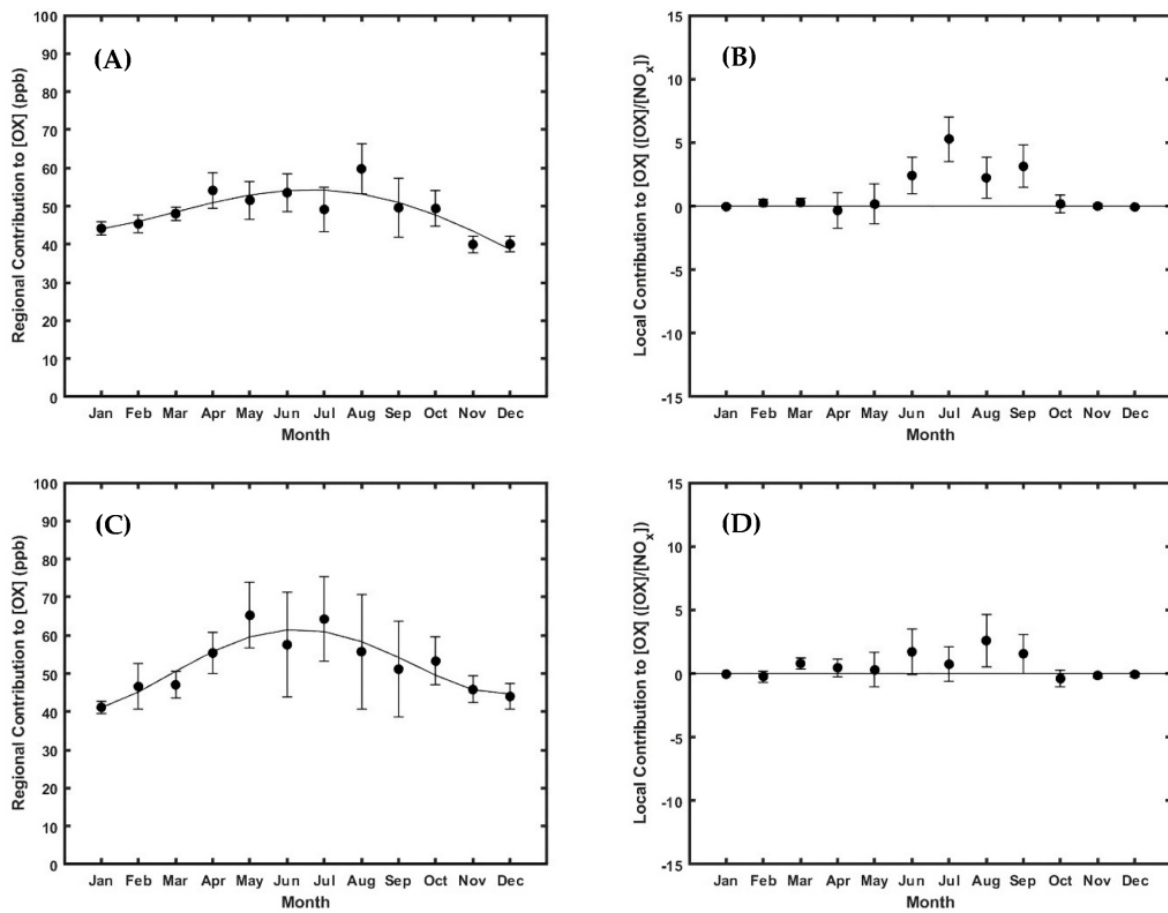 (A)
Regional Contribution to [OX] (ppb)
100
90
80
70
60
50
40
30
20
10
0
Jan Feb Mar Apr May Jun Jul Aug Sep Oct Nov Dec
Month
(B)
Local Contribution to [OX] ([OX]/[NOx])
15
10
5
0
-5
-10
-15
Jan Feb Mar Apr May Jun Jul Aug Sep Oct Nov Dec
Month
(C)
Regional Contribution to [OX] (ppb)
100
90
80
70
60
50
40
30
20
10
0
Jan Feb Mar Apr May Jun Jul Aug Sep Oct Nov Dec
Month
(D)
Local Contribution to [OX] ([OX]/[NOx])
15
10
5
0
-5
-10
-15
Jan Feb Mar Apr May Jun Jul Aug Sep Oct Nov Dec
Month